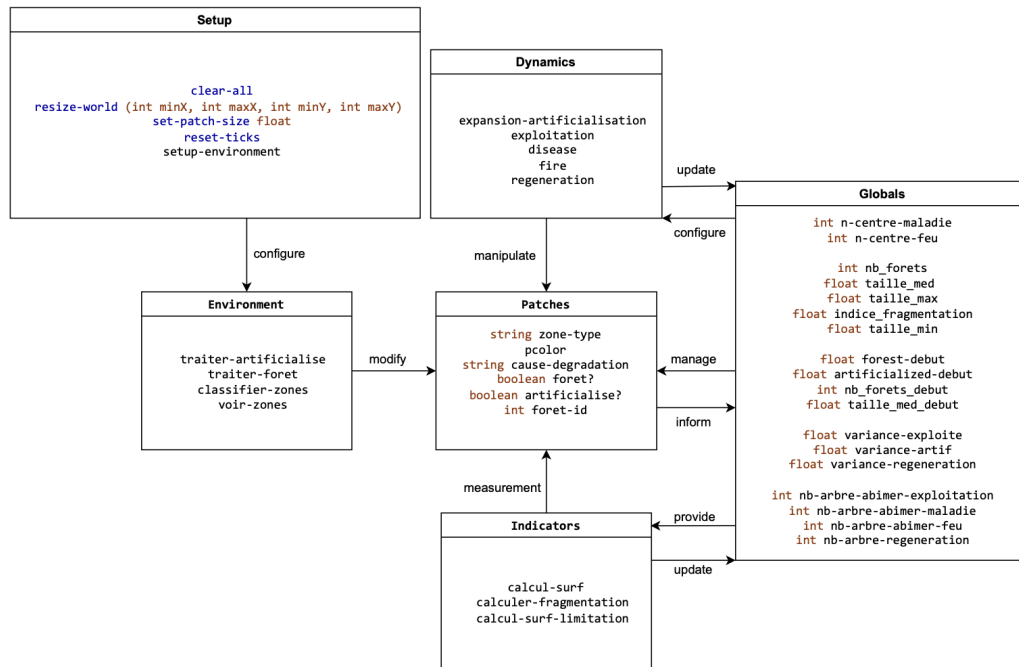 Setup
clear-all
resize-world (int minX, int maxX, int minY, int maxY)
set-patch-size float
reset-ticks
setup-environment
Dynamics
expansion-artificialisation
exploitation
disease
fire
regeneration
update
configure
Globals
int n-centre-maladie
int n-centre-feu
int nb_forets
float taille_med
float taille_max
float indice_fragmentation
float taille_min
float forest-debut
float artificialized-debut
int nb_forets_debut
float taille_med_debut
float variance-exploite
float variance-artif
float variance-regeneration
int nb-arbre-abimer-exploitation
int nb-arbre-abimer-maladie
int nb-arbre-abimer-feu
int nb-arbre-regeneration
configure
manipulate
Environment
traiter-artificialise
traiter-foret
classifier-zones
voir-zones
modify
Patches
string zone-type
pcolor
string cause-degradation
boolean foret?
boolean artificialise?
int foret-id
manage
inform
measurement
provide
update
Indicators
calcul-surf
calculer-fragmentation
calcul-surf-limitation